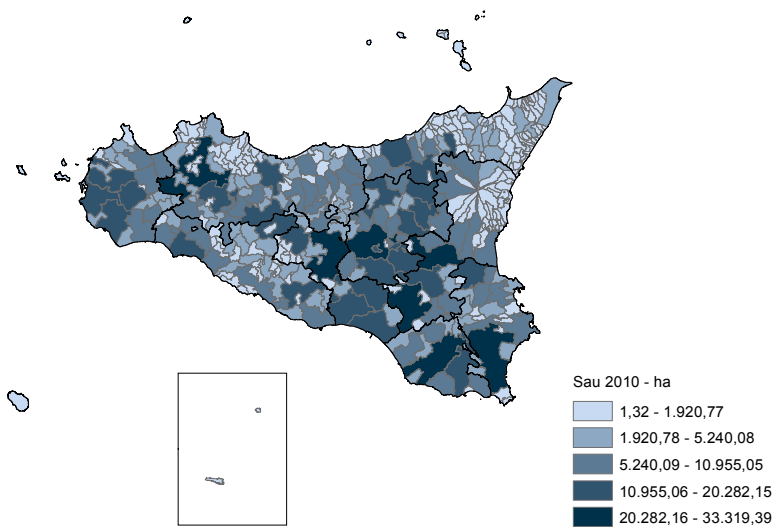 Sau 2010 - ha
1,32 - 1.920,77
1.920,78 - 5.240,08
5.240,09 - 10.955,05
10.955,06 - 20.282,15
20.282,16 - 33.319,39